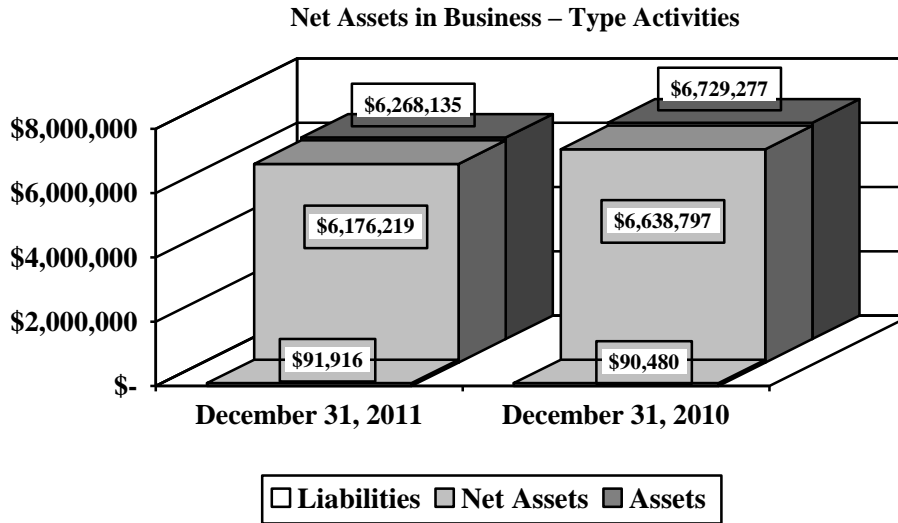 Net Assets in Business – Type Activities
$6,268,135
$6,729,277
$8,000,000
$6,000,000
$6,176,219
$6,638,797
$4,000,000
$2,000,000
$91,916
$90,480
$-
December 31, 2011
December 31, 2010
Liabilities Net Assets Assets